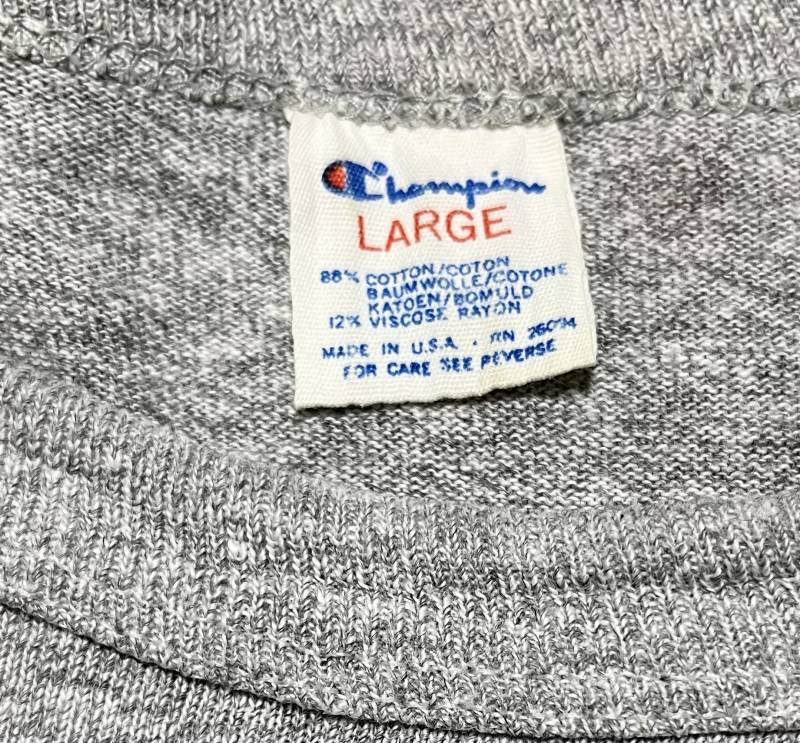 Champion
LARGE
88% COTTON/COTON
BAUMWOLLE/COTONE
KATOEN/BOMULD
12% VISCOSE RAYON
MADE IN U.S.A. · RN
FOR CARE SEE REVERSE